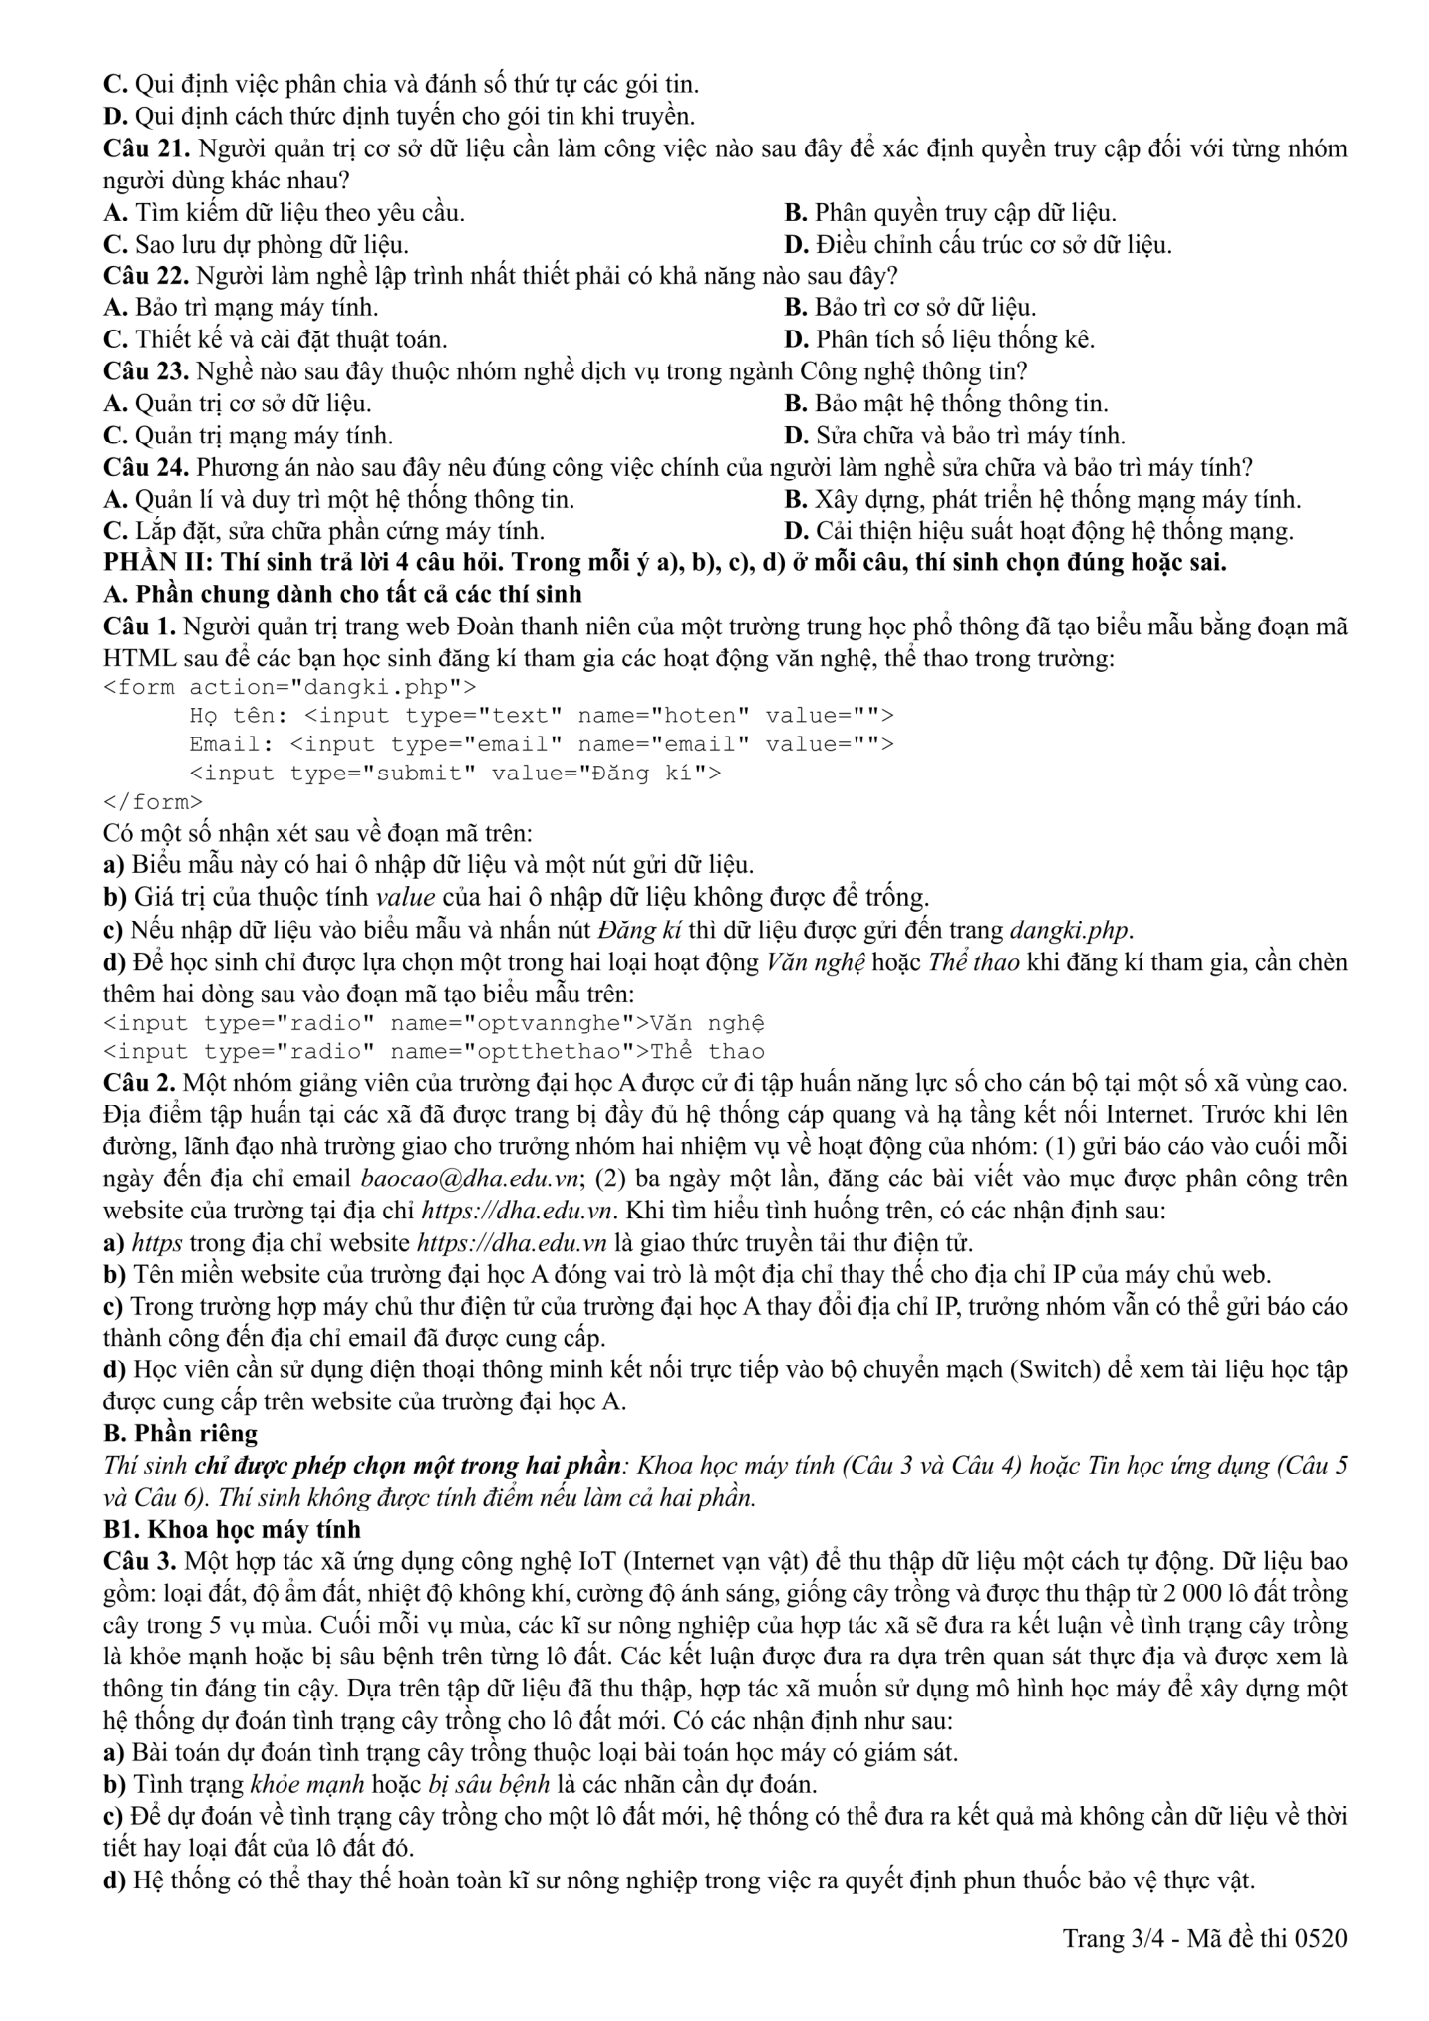 C. Qui định việc phân chia và đánh số thứ tự các gói tin.
D. Qui định cách thức định tuyến cho gói tin khi truyền.
Câu 21. Người quản trị cơ sở dữ liệu cần làm công việc nào sau đây để xác định quyền truy cập đối với từng nhóm
người dùng khác nhau?
A. Tìm kiếm dữ liệu theo yêu cầu. B. Phân quyền truy cập dữ liệu.
C. Sao lưu dự phòng dữ liệu. D. Điều chỉnh cấu trúc cơ sở dữ liệu.
Câu 22. Người làm nghề lập trình nhất thiết phải có khả năng nào sau đây?
A. Bảo trì mạng máy tính. B. Bảo trì cơ sở dữ liệu.
C. Thiết kế và cài đặt thuật toán. D. Phân tích số liệu thống kê.
Câu 23. Nghề nào sau đây thuộc nhóm nghề dịch vụ trong ngành Công nghệ thông tin?
A. Quản trị cơ sở dữ liệu. B. Bảo mật hệ thống thông tin.
C. Quản trị mạng máy tính. D. Sửa chữa và bảo trì máy tính.
Câu 24. Phương án nào sau đây nêu đúng công việc chính của người làm nghề sửa chữa và bảo trì máy tính?
A. Quản lí và duy trì một hệ thống thông tin. B. Xây dựng, phát triển hệ thống mạng máy tính.
C. Lắp đặt, sửa chữa phần cứng máy tính. D. Cải thiện hiệu suất hoạt động hệ thống mạng.
PHẦN II: Thí sinh trả lời 4 câu hỏi. Trong mỗi ý a), b), c), d) ở mỗi câu, thí sinh chọn đúng hoặc sai.
A. Phần chung dành cho tất cả các thí sinh
Câu 1. Người quản trị trang web Đoàn thanh niên của một trường trung học phổ thông đã tạo biểu mẫu bằng đoạn mã
HTML sau để các bạn học sinh đăng kí tham gia các hoạt động văn nghệ, thể thao trong trường:
<form action="dangki.php">
Họ tên: <input type="text" name="hoten" value="">
Email: <input type="email" name="email" value="">
<input type="submit" value="Đăng kí">
</form>
Có một số nhận xét sau về đoạn mã trên:
a) Biểu mẫu này có hai ô nhập dữ liệu và một nút gửi dữ liệu.
b) Giá trị của thuộc tính value của hai ô nhập dữ liệu không được để trống.
c) Nếu nhập dữ liệu vào biểu mẫu và nhấn nút Đăng kí thì dữ liệu được gửi đến trang dangki.php.
d) Để học sinh chỉ được lựa chọn một trong hai loại hoạt động Văn nghệ hoặc Thể thao khi đăng kí tham gia, cần chèn
thêm hai dòng sau vào đoạn mã tạo biểu mẫu trên:
<input type="radio" name="optvannghe">Văn nghệ
<input type="radio" name="optthethao">Thể thao
Câu 2. Một nhóm giảng viên của trường đại học A được cử đi tập huấn năng lực số cho cán bộ tại một số xã vùng cao.
Địa điểm tập huấn tại các xã đã được trang bị đầy đủ hệ thống cáp quang và hạ tầng kết nối Internet. Trước khi lên
đường, lãnh đạo nhà trường giao cho trưởng nhóm hai nhiệm vụ về hoạt động của nhóm: (1) gửi báo cáo vào cuối mỗi
ngày đến địa chỉ email baocao@dha.edu.vn; (2) ba ngày một lần, đăng các bài viết vào mục được phân công trên
website của trường tại địa chỉ https://dha.edu.vn. Khi tìm hiểu tình huống trên, có các nhận định sau:
a) https trong địa chỉ website https://dha.edu.vn là giao thức truyền tải thư điện tử.
b) Tên miền website của trường đại học A đóng vai trò là một địa chỉ thay thế cho địa chỉ IP của máy chủ web.
c) Trong trường hợp máy chủ thư điện tử của trường đại học A thay đổi địa chỉ IP, trưởng nhóm vẫn có thể gửi báo cáo
thành công đến địa chỉ email đã được cung cấp.
d) Học viên cần sử dụng điện thoại thông minh kết nối trực tiếp vào bộ chuyển mạch (Switch) để xem tài liệu học tập
được cung cấp trên website của trường đại học A.
B. Phần riêng
Thí sinh chỉ được phép chọn một trong hai phần: Khoa học máy tính (Câu 3 và Câu 4) hoặc Tin học ứng dụng (Câu 5
và Câu 6). Thí sinh không được tính điểm nếu làm cả hai phần.
B1. Khoa học máy tính
Câu 3. Một hợp tác xã ứng dụng công nghệ IoT (Internet vạn vật) để thu thập dữ liệu một cách tự động. Dữ liệu bao
gồm: loại đất, độ ẩm đất, nhiệt độ không khí, cường độ ánh sáng, giống cây trồng và được thu thập từ 2 000 lô đất trồng
cây trong 5 vụ mùa. Cuối mỗi vụ mùa, các kĩ sư nông nghiệp của hợp tác xã sẽ đưa ra kết luận về tình trạng cây trồng
là khỏe mạnh hoặc bị sâu bệnh trên từng lô đất. Các kết luận được đưa ra dựa trên quan sát thực địa và được xem là
thông tin đáng tin cậy. Dựa trên tập dữ liệu đã thu thập, hợp tác xã muốn sử dụng mô hình học máy để xây dựng một
hệ thống dự đoán tình trạng cây trồng cho lô đất mới. Có các nhận định như sau:
a) Bài toán dự đoán tình trạng cây trồng thuộc loại bài toán học máy có giám sát.
b) Tình trạng khỏe mạnh hoặc bị sâu bệnh là các nhãn cần dự đoán.
c) Để dự đoán về tình trạng cây trồng cho một lô đất mới, hệ thống có thể đưa ra kết quả mà không cần dữ liệu về thời
tiết hay loại đất của lô đất đó.
d) Hệ thống có thể thay thế hoàn toàn kĩ sư nông nghiệp trong việc ra quyết định phun thuốc bảo vệ thực vật.
Trang 3/4 - Mã đề thi 0520